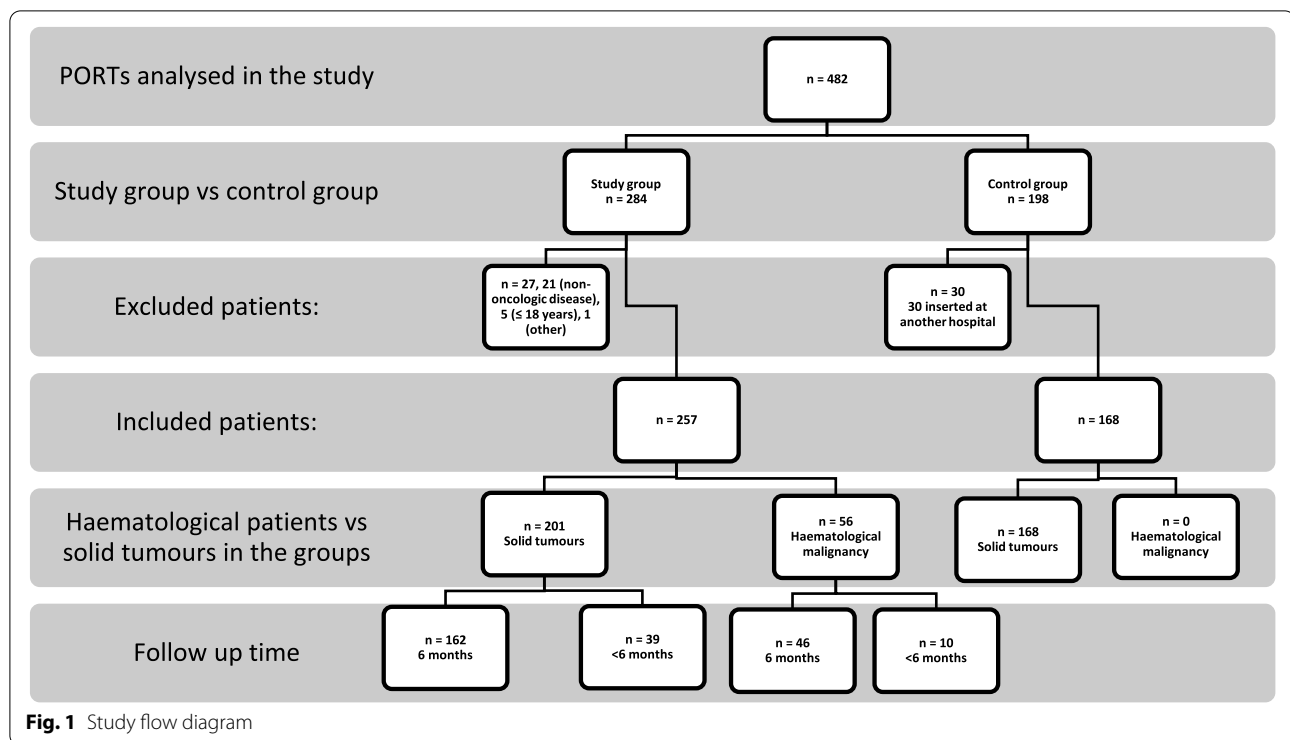 PORTs analysed in the study
n = 482
Study group vs control group
Study group
n = 284
Control group
n = 198
Excluded patients:
n = 27, 21 (non-
oncologic disease),
5 (≤ 18 years), 1
(other)
n = 30
30 inserted at
another hospital
Included patients:
n = 257
n = 168
Haematological patients vs
solid tumours in the groups
n = 201
Solid tumours
n = 56
Haematological
malignancy
n = 168
Solid tumours
n = 0
Haematological
malignancy
Follow up time
n = 162
6 months
n = 39
<6 months
n = 46
6 months
n = 10
<6 months
Fig. 1 Study flow diagram